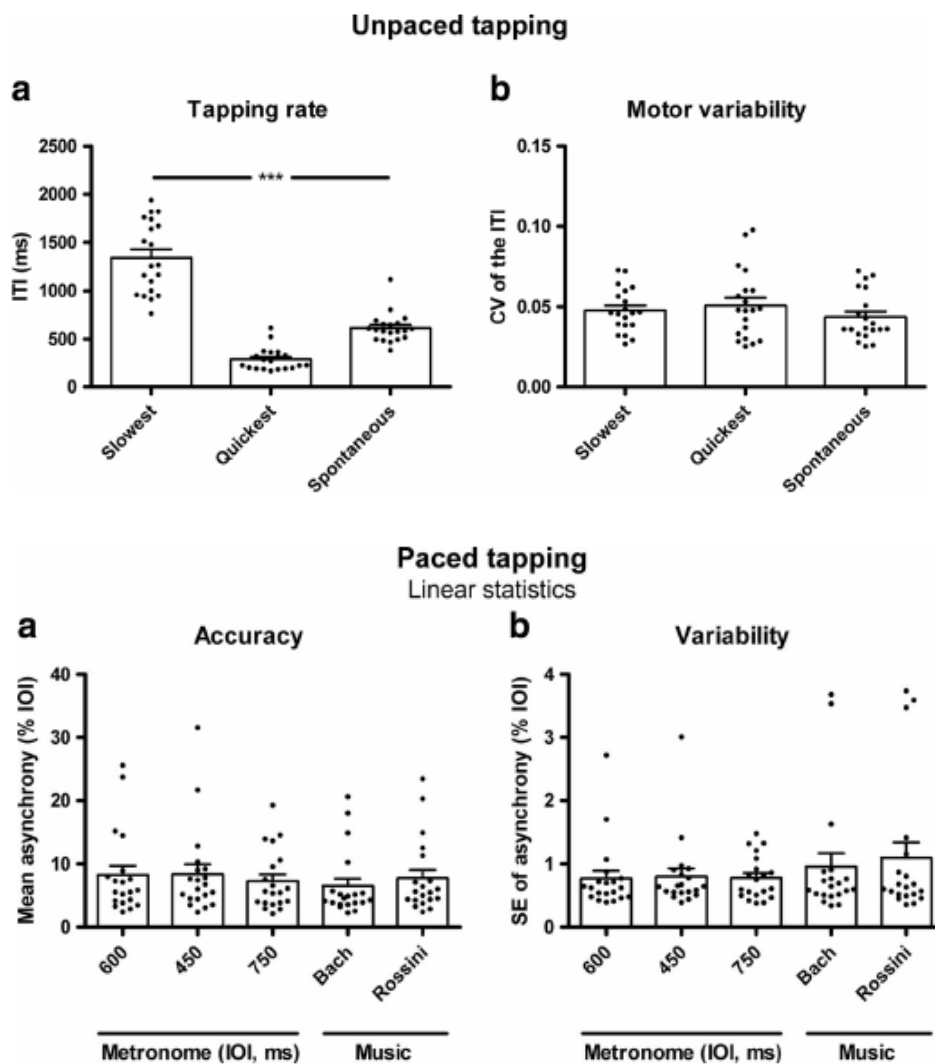 Unpaced tapping
a
Tapping rate
2500
2000
1500
1000
500
0
ITI (ms)
***
Slowest
Quickest
Spontaneous
b
Motor variability
0.15
0.10
0.05
0.00
CV of the ITI
Slowest
Quickest
Spontaneous
Paced tapping
Linear statistics
a
Accuracy
40
30
20
10
0
Mean asynchrony (% IOI)
600
450
750
Bach
Rossini
Metronome (IOI, ms)
Music
b
Variability
4
3
2
1
0
SE of asynchrony (% IOI)
600
450
750
Bach
Rossini
Metronome (IOI, ms)
Music